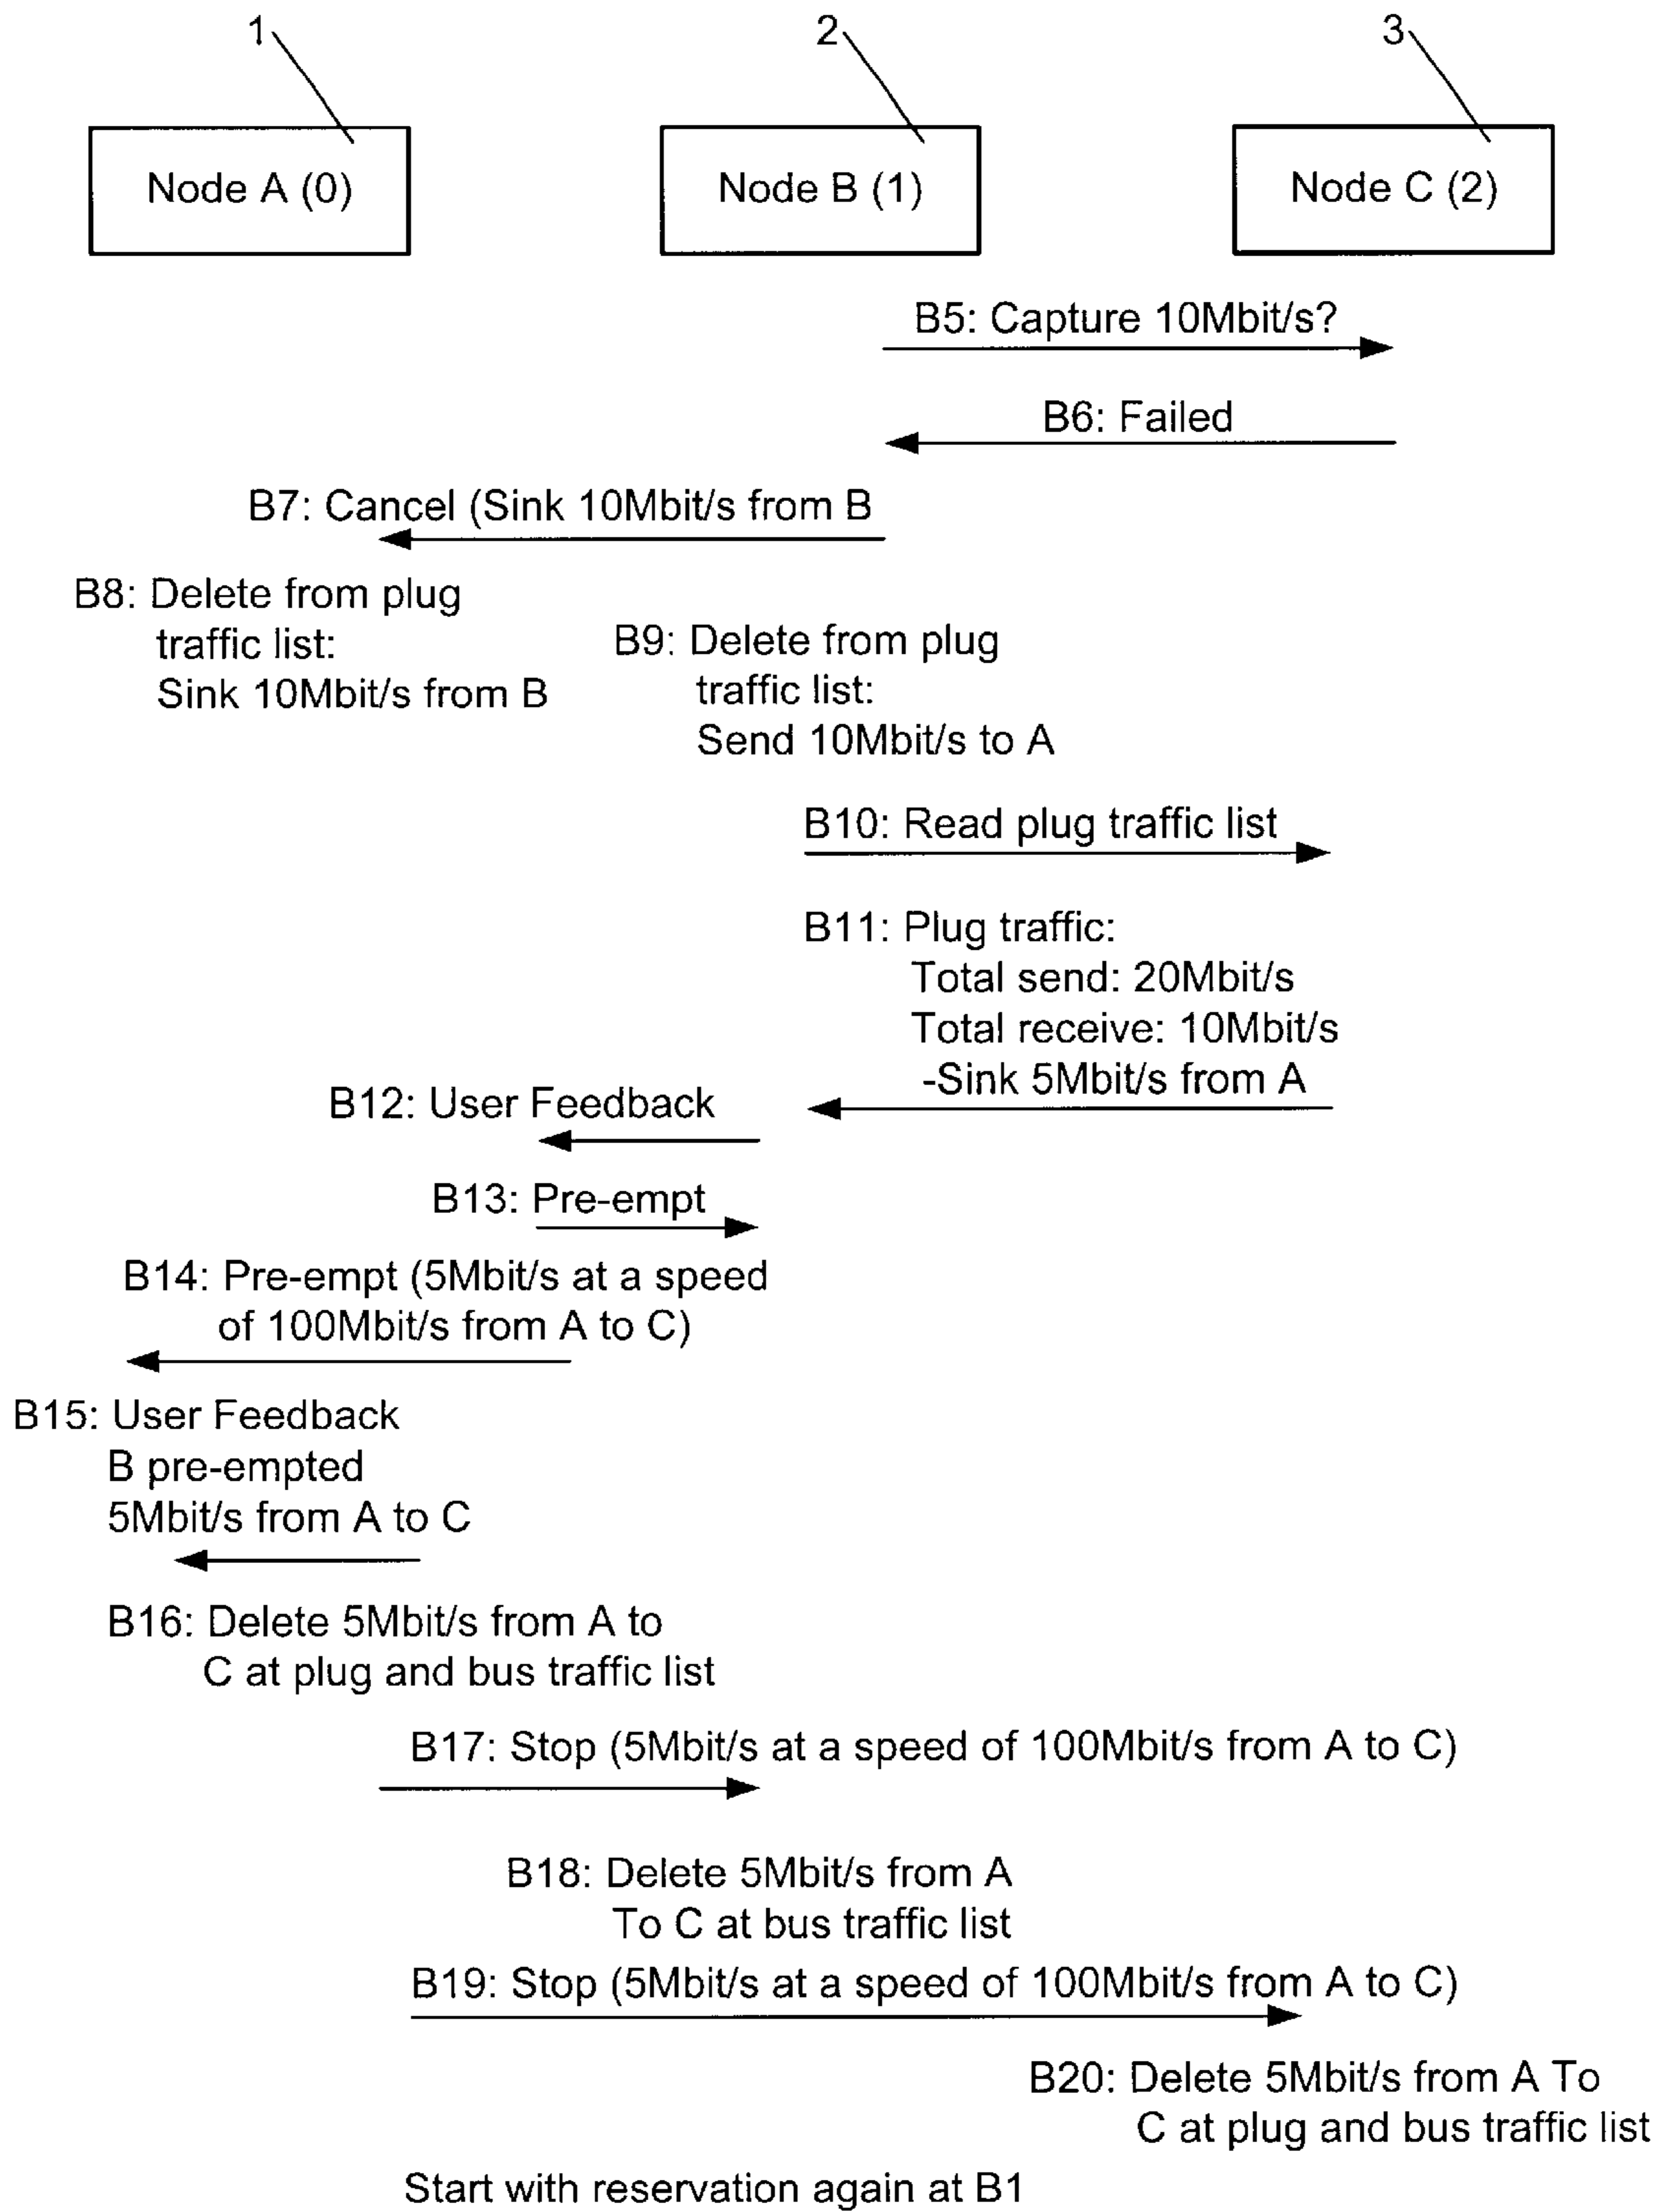 1
2
3
Node A (0)
Node B (1)
Node C (2)
B5: Capture 10Mbit/s?
B6: Failed
B7: Cancel (Sink 10Mbit/s from B
B8: Delete from plug
traffic list:
Sink 10Mbit/s from B
B9: Delete from plug
traffic list:
Send 10Mbit/s to A
B10: Read plug traffic list
B11: Plug traffic:
Total send: 20Mbit/s
Total receive: 10Mbit/s
-Sink 5Mbit/s from A
B12: User Feedback
B13: Pre-empt
B14: Pre-empt (5Mbit/s at a speed
of 100Mbit/s from A to C)
B15: User Feedback
B pre-empted
5Mbit/s from A to C
B16: Delete 5Mbit/s from A to
C at plug and bus traffic list
B17: Stop (5Mbit/s at a speed of 100Mbit/s from A to C)
B18: Delete 5Mbit/s from A
To C at bus traffic list
B19: Stop (5Mbit/s at a speed of 100Mbit/s from A to C)
B20: Delete 5Mbit/s from A To
C at plug and bus traffic list
Start with reservation again at B1